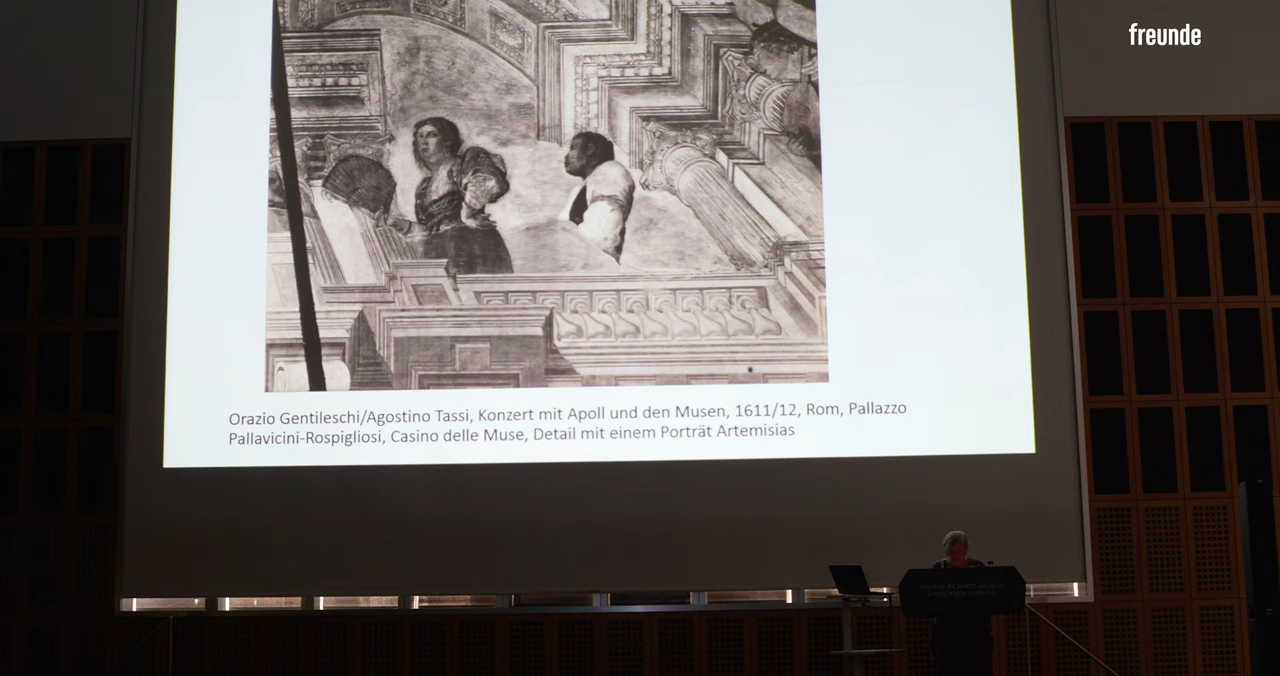 freunde
Orazio Gentileschi/Agostino Tassi, Konzert mit Apoll und den Musen, 1611/12, Rom, Pallazzo
Pallavicini-Rospigliosi, Casino delle Muse, Detail mit einem Porträt Artemisias